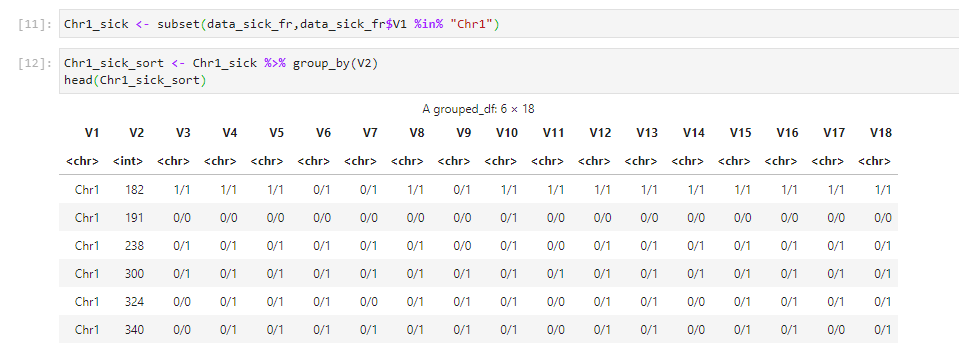 [11]: Chr1_sick <- subset(data_sick_fr,data_sick_fr$V1 %in% "Chr1")
[12]: Chr1_sick_sort <- Chr1_sick %>% group_by(V2)
head(Chr1_sick_sort)
A grouped_df: 6 × 18
V1 V2 V3 V4 V5 V6 V7 V8 V9 V10 V11 V12 V13 V14 V15 V16 V17 V18
<chr> <int> <chr> <chr> <chr> <chr> <chr> <chr> <chr> <chr> <chr> <chr> <chr> <chr> <chr> <chr> <chr> <chr>
Chr1 182 1/1 1/1 1/1 0/1 0/1 1/1 0/1 1/1 1/1 1/1 1/1 1/1 1/1 1/1 1/1 1/1
Chr1 191 0/0 0/0 0/0 0/0 0/0 0/0 0/0 0/1 0/0 0/0 0/0 0/0 0/0 0/0 0/0 0/0
Chr1 238 0/1 0/1 0/1 0/1 0/1 0/1 0/0 0/1 0/0 0/1 0/1 0/1 0/1 0/1 0/0 0/1
Chr1 300 0/1 0/1 0/1 0/1 0/1 0/1 0/1 0/1 0/1 0/1 0/1 0/1 0/1 0/1 0/1 0/1
Chr1 324 0/0 0/1 0/1 0/1 0/0 0/1 0/1 0/1 0/0 0/1 0/1 0/0 0/1 0/1 0/1 0/1
Chr1 340 0/0 0/1 0/1 0/1 0/1 0/1 0/1 0/1 0/0 0/1 0/1 0/0 0/1 0/1 0/0 0/1